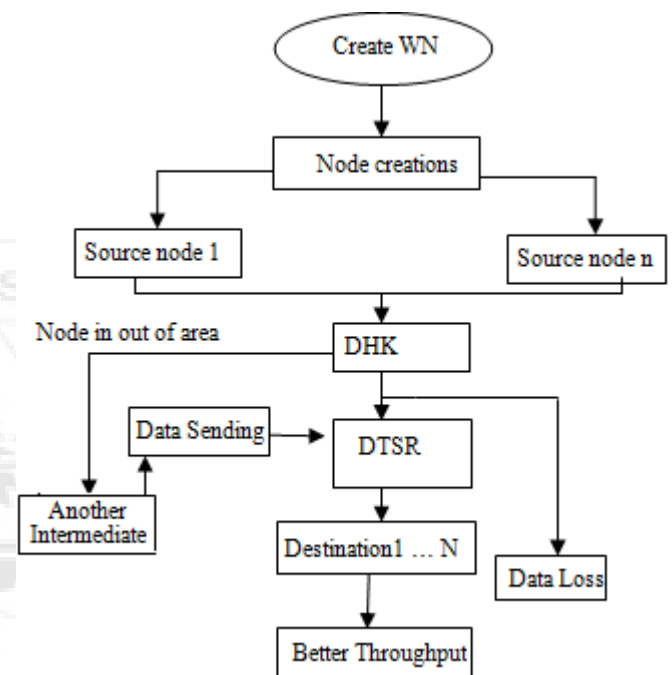 Create WN
Node creations
Source node 1
Source node n
Node in out of area
DHK
Data Sending
DTSR
Another
Intermediate
Destination1 ... N
Data Loss
Better Throughput